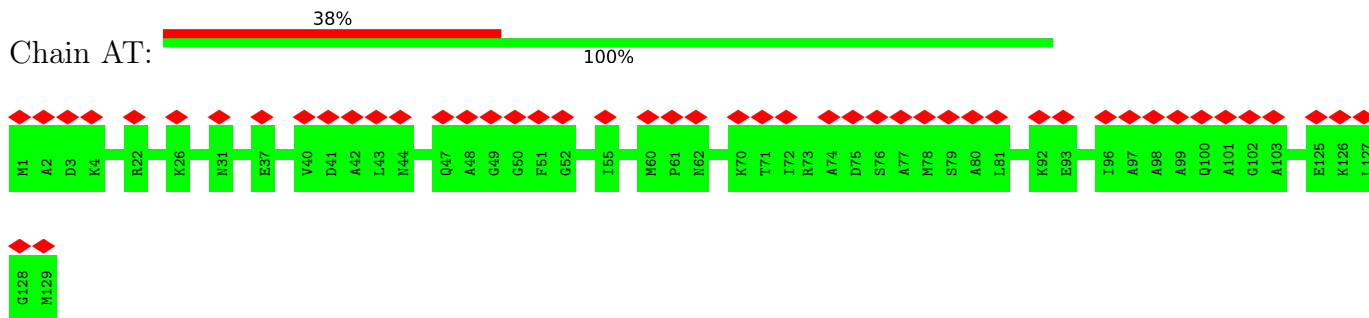 38%
Chain AT:
100%
M1 A2 D3 K4 R22 K26 N31 E37 V40 D41 A42 L43 N44 Q47 A48 G49 G50 F51 G52 I55 M60 P61 N62 K70 T71 I72 R73 A74 D75 S76 A77 M78 S79 A80 L81 K92 E93 I96 A97 A98 A99 Q100 A101 G102 A103 E125 K126 L127
G128 M129